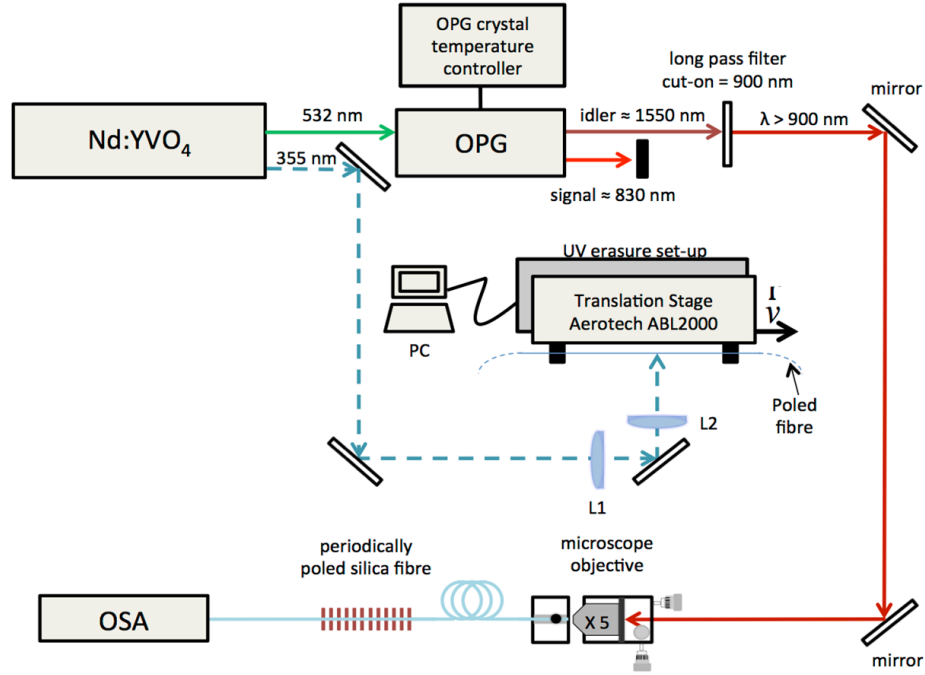 OPG crystal
temperature
controller
long pass filter
cut-on = 900 nm
mirror
Nd:YVO₄
532 nm
355 nm
OPG
idler ≈ 1550 nm
λ > 900 nm
signal ≈ 830 nm
UV erasure set-up
Translation Stage
Aerotech ABL2000
v
PC
Poled
fibre
L2
L1
periodically
poled silica fibre
microscope
objective
OSA
X 5
mirror